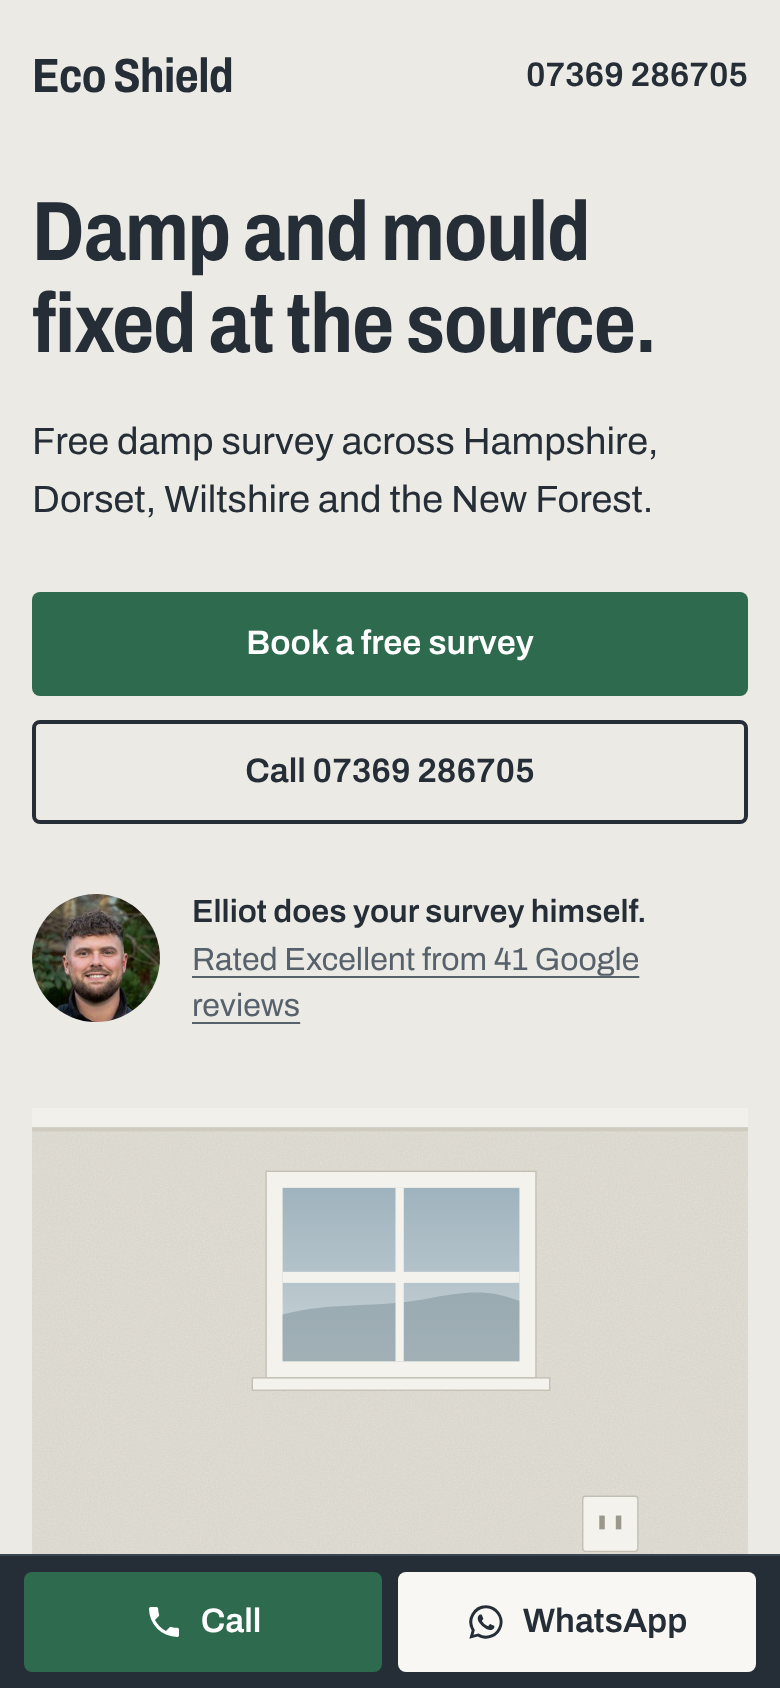 Eco Shield
07369 286705
Damp and mould
fixed at the source.
Free damp survey across Hampshire,
Dorset, Wiltshire and the New Forest.
Book a free survey
Call 07369 286705
Elliot does your survey himself.
Rated Excellent from 41 Google
reviews
Call
WhatsApp